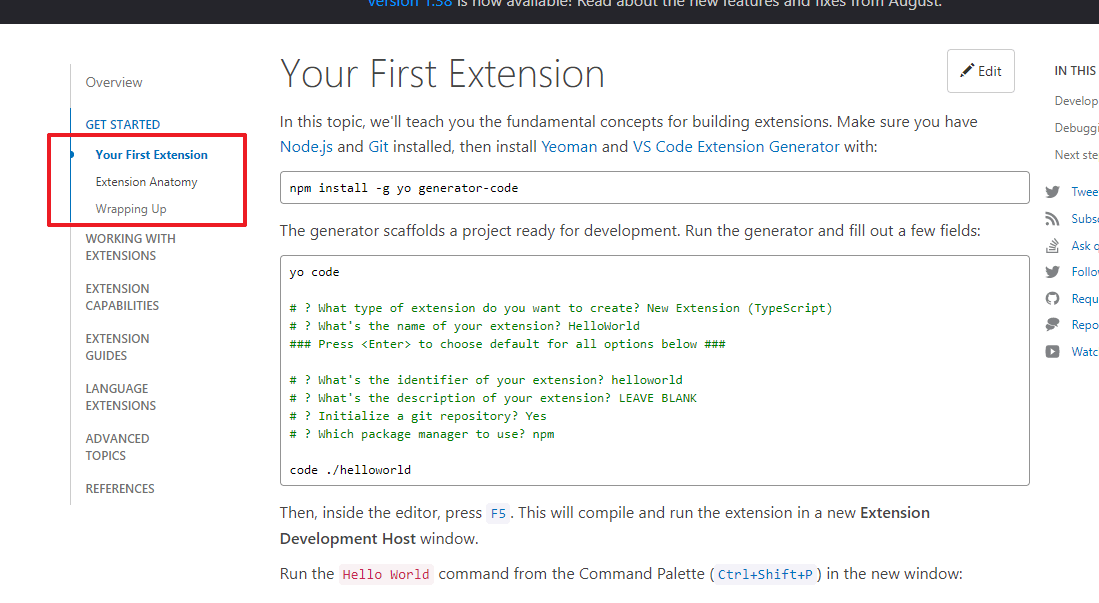 Version 1.38 is now available! Read about the new features and fixes from August.
Overview
GET STARTED
Your First Extension
Extension Anatomy
Wrapping Up
WORKING WITH
EXTENSIONS
EXTENSION
CAPABILITIES
EXTENSION
GUIDES
LANGUAGE
EXTENSIONS
ADVANCED
TOPICS
REFERENCES
Your First Extension
Edit
In this topic, we'll teach you the fundamental concepts for building extensions. Make sure you have
Node.js and Git installed, then install Yeoman and VS Code Extension Generator with:
npm install -g yo generator-code
The generator scaffolds a project ready for development. Run the generator and fill out a few fields:
yo code
# ? What type of extension do you want to create? New Extension (TypeScript)
# ? What's the name of your extension? HelloWorld
### Press <Enter> to choose default for all options below ###
# ? What's the identifier of your extension? helloworld
# ? What's the description of your extension? LEAVE BLANK
# ? Initialize a git repository? Yes
# ? Which package manager to use? npm
code ./helloworld
Then, inside the editor, press F5. This will compile and run the extension in a new Extension
Development Host window.
Run the Hello World command from the Command Palette (Ctrl+Shift+P) in the new window:
IN THIS
Develop
Debuggi
Next ste
Twee
Subsc
Ask q
Follo
Requ
Repo
Watc